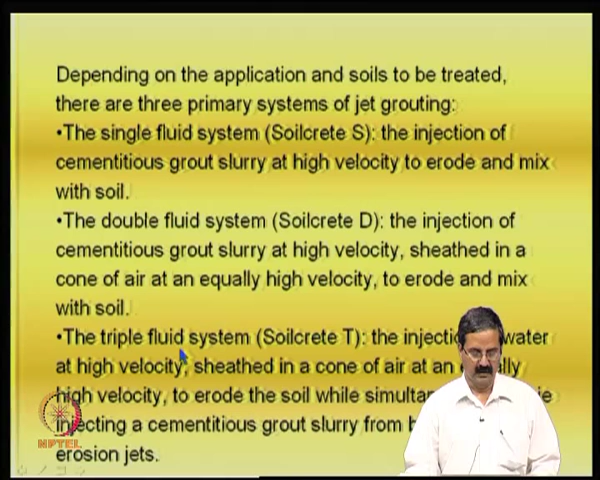 Depending on the application and soils to be treated,
there are three primary systems of jet grouting:
•The single fluid system (Soilcrete S): the injection of
cementitious grout slurry at high velocity to erode and mix
with soil.
•The double fluid system (Soilcrete D): the injection of
cementitious grout slurry at high velocity, sheathed in a
cone of air at an equally high velocity, to erode and mix
with soil.
•The triple fluid system (Soilcrete T): the water
at high velocity, sheathed in a cone of air at an
high velocity, to erode the soil while
injecting a cementitious grout slurry from
erosion jets.
NPTEL